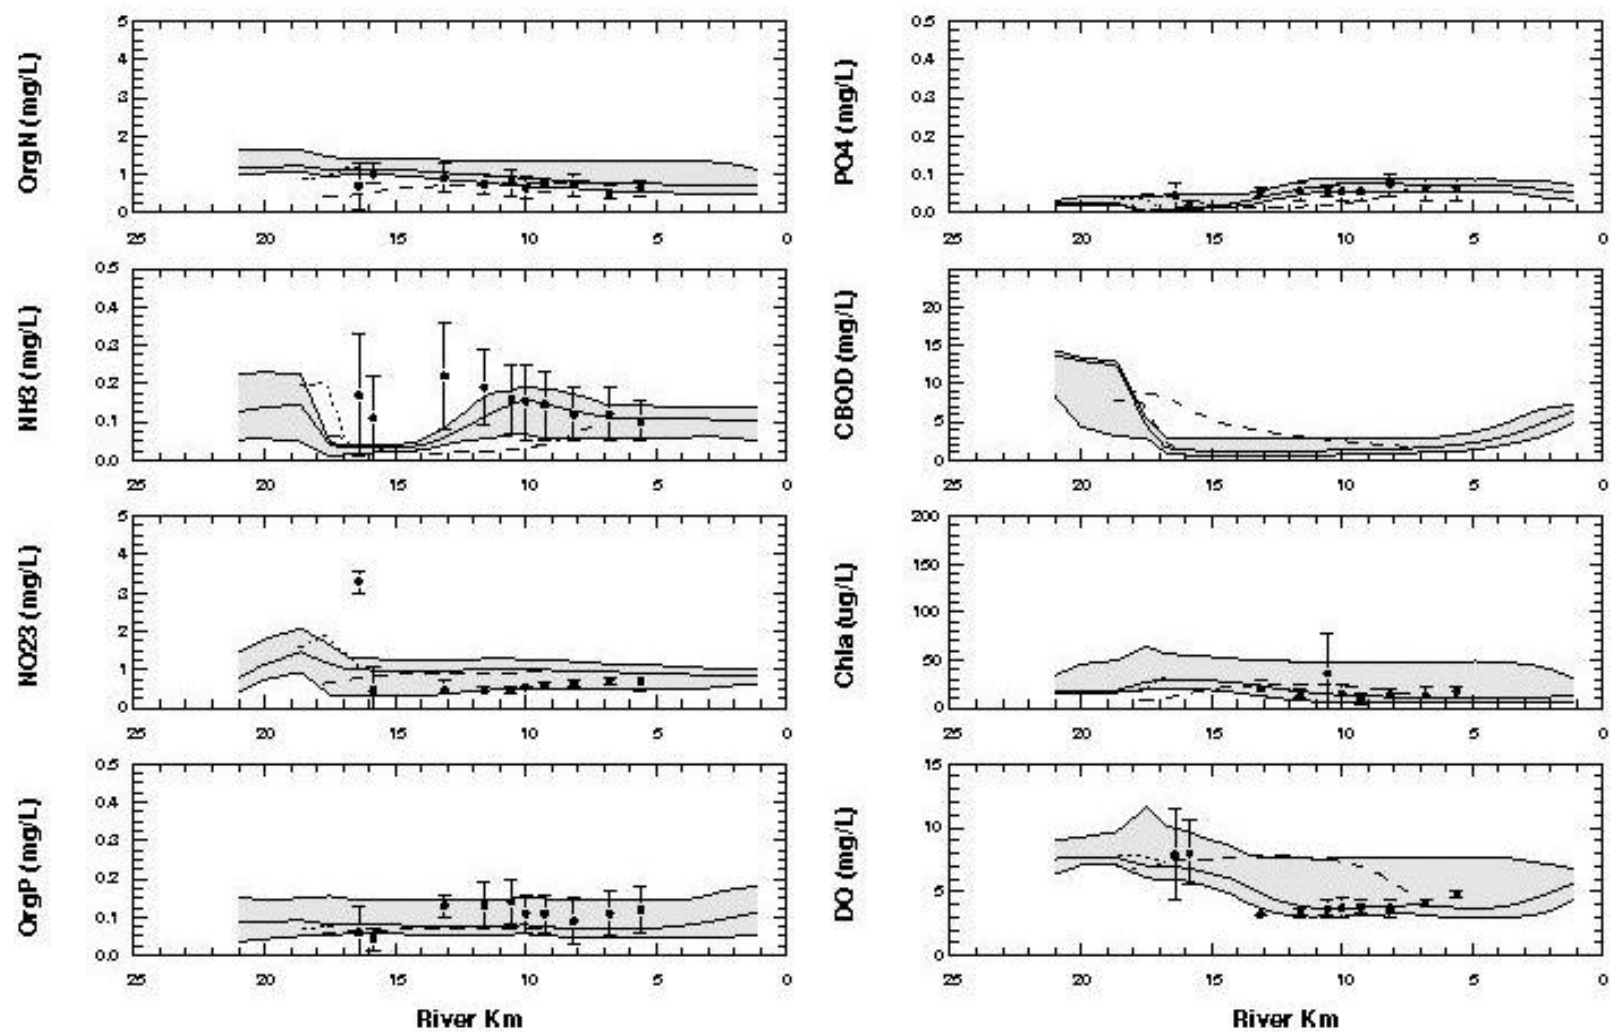 OrgN (mg/L)
5
4
3
2
1
0
25 20 15 10 5 0
PO4 (mg/L)
0.5
0.4
0.3
0.2
0.1
0.0
25 20 15 10 5 0
NH3 (mg/L)
0.5
0.4
0.3
0.2
0.1
0.0
25 20 15 10 5 0
CBOD (mg/L)
20
15
10
5
0
25 20 15 10 5 0
NO23 (mg/L)
5
4
3
2
1
0
25 20 15 10 5 0
Chla (ug/L)
200
150
100
50
0
25 20 15 10 5 0
OrgP (mg/L)
0.5
0.4
0.3
0.2
0.1
0.0
25 20 15 10 5 0
River Km
DO (mg/L)
15
10
5
0
25 20 15 10 5 0
River Km